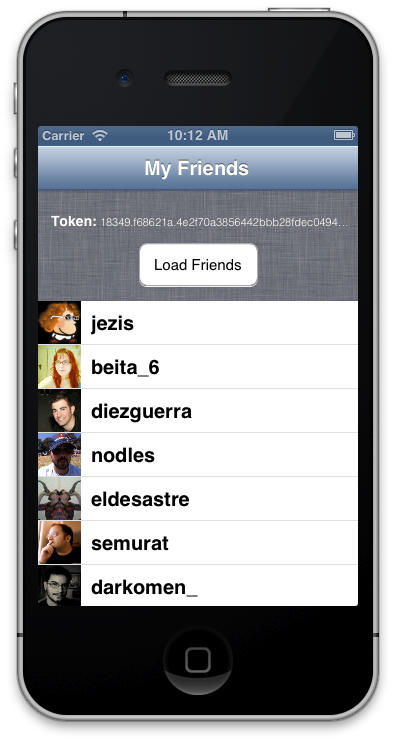 Carrier 10:12 AM
My Friends
Token: 18349.f68621a.4e2f70a3856442bbb28fdec0494...
Load Friends
jezis
beita_6
diezguerra
nodles
eldesastre
semurat
darkomen_